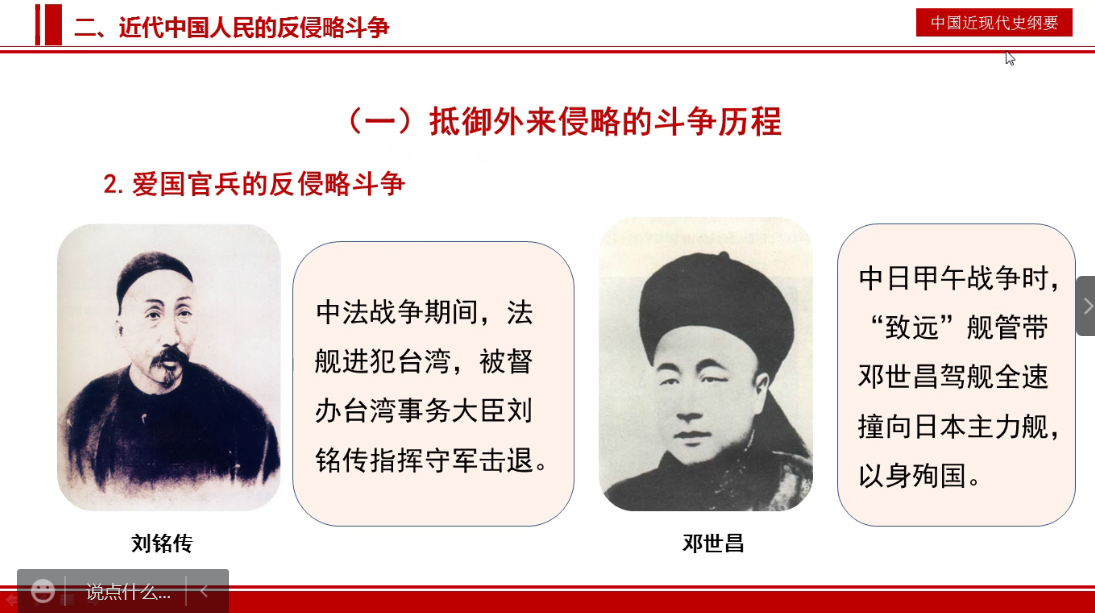 二、近代中国人民的反侵略斗争
中国近现代史纲要
（一）抵御外来侵略的斗争历程
2. 爱国官兵的反侵略斗争
中法战争期间，法
舰进犯台湾，被督
办台湾事务大臣刘
铭传指挥守军击退。
中日甲午战争时，
“致远”舰管带
邓世昌驾舰全速
撞向日本主力舰，
以身殉国。
刘铭传
邓世昌
说点什么...